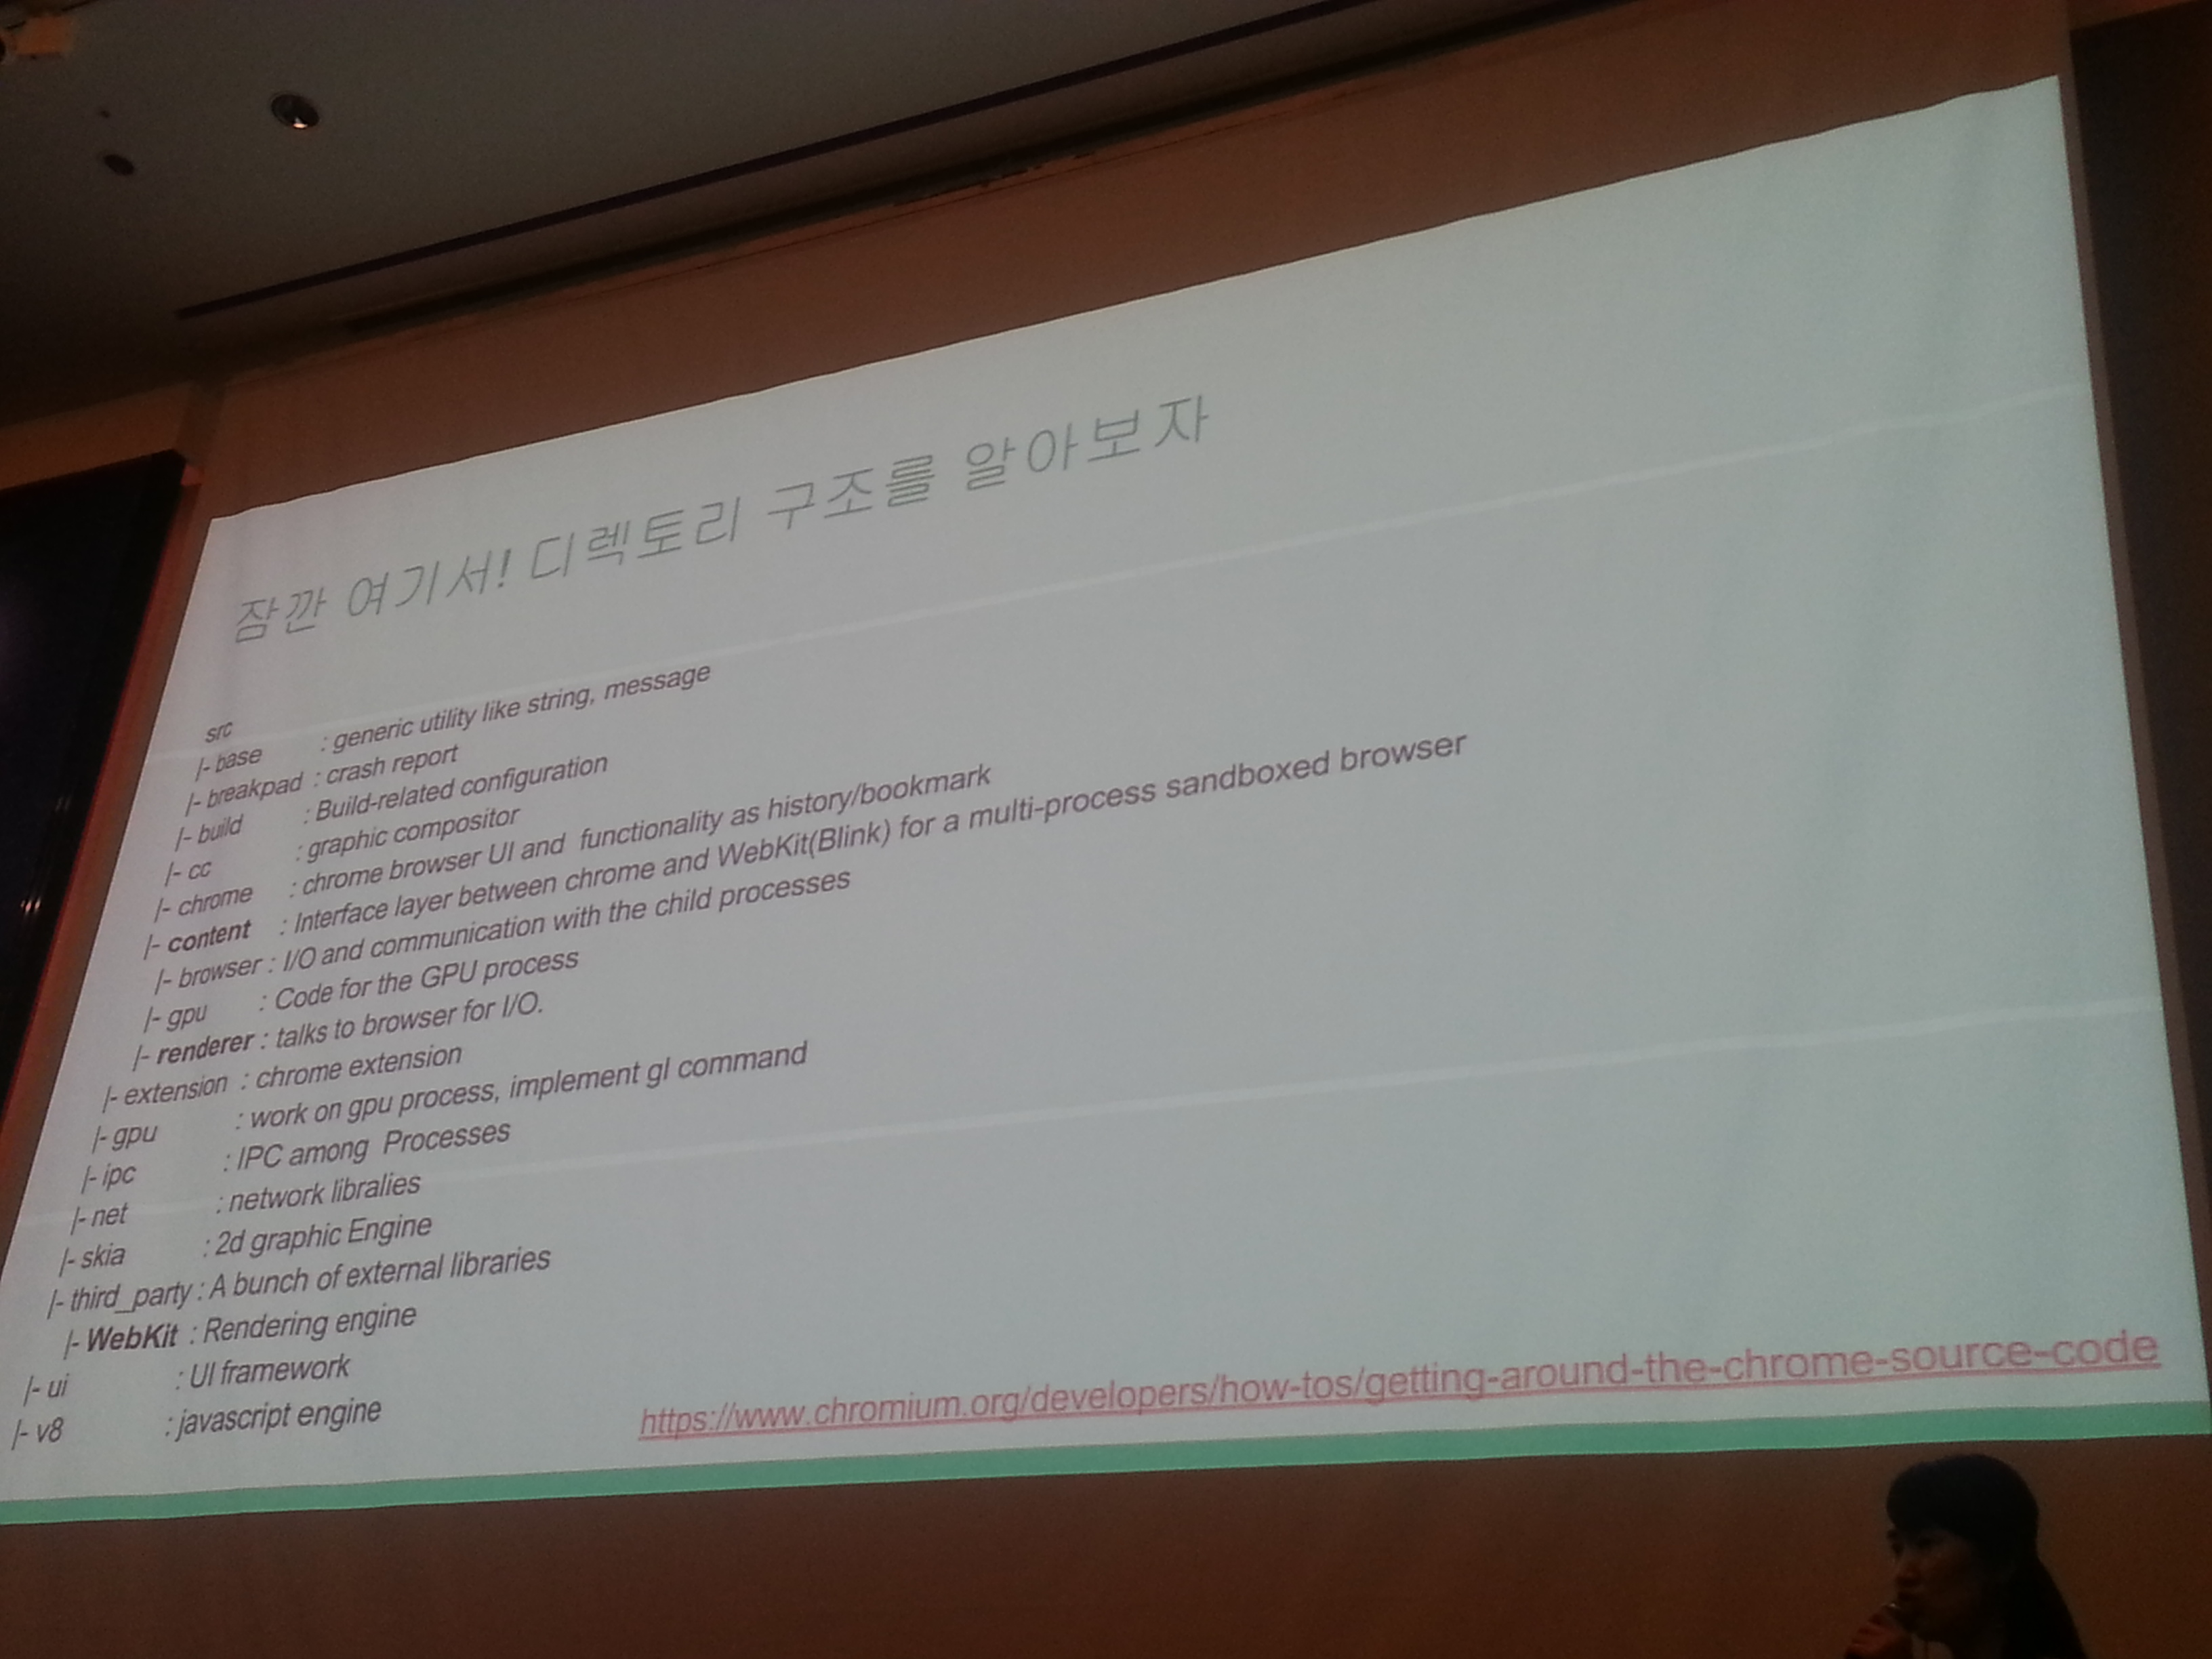 잠깐 여기서! 디렉토리 구조를 알아보자
src
|- base : generic utility like string, message
|- breakpad : crash report
|- build : Build-related configuration
|- cc : graphic compositor
|- chrome : chrome browser UI and functionality as history/bookmark
|- content : Interface layer between chrome and WebKit(Blink) for a multi-process sandboxed browser
|- browser : I/O and communication with the child processes
|- gpu : Code for the GPU process
|- renderer : talks to browser for I/O.
|- extension : chrome extension
|- gpu : work on gpu process, implement gl command
|- ipc : IPC among Processes
|- net : network libralies
|- skia : 2d graphic Engine
|- third_party : A bunch of external libraries
|- WebKit : Rendering engine
|- ui : UI framework
|- v8 : javascript engine
https://www.chromium.org/developers/how-tos/getting-around-the-chrome-source-code